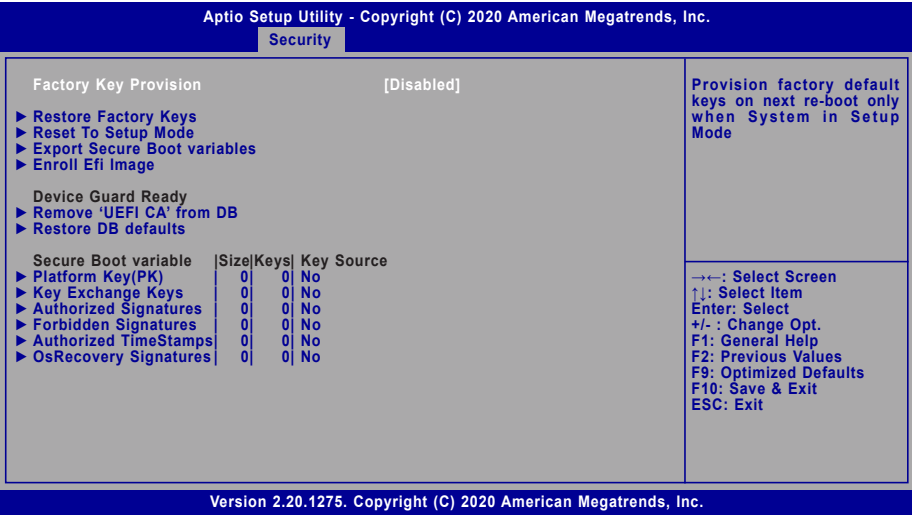 Aptio Setup Utility - Copyright (C) 2020 American Megatrends, Inc.
Security
Factory Key Provision [Disabled]
► Restore Factory Keys
► Reset To Setup Mode
► Export Secure Boot variables
► Enroll Efi Image
Device Guard Ready
► Remove ‘UEFI CA’ from DB
► Restore DB defaults
Secure Boot variable |Size|Keys| Key Source
► Platform Key(PK) | 0| 0| No
► Key Exchange Keys | 0| 0| No
► Authorized Signatures | 0| 0| No
► Forbidden Signatures | 0| 0| No
► Authorized TimeStamps| 0| 0| No
► OsRecovery Signatures| 0| 0| No
Provision factory default
keys on next re-boot only
when System in Setup
Mode
→←: Select Screen
↑↓: Select Item
Enter: Select
+/- : Change Opt.
F1: General Help
F2: Previous Values
F9: Optimized Defaults
F10: Save & Exit
ESC: Exit
Version 2.20.1275. Copyright (C) 2020 American Megatrends, Inc.